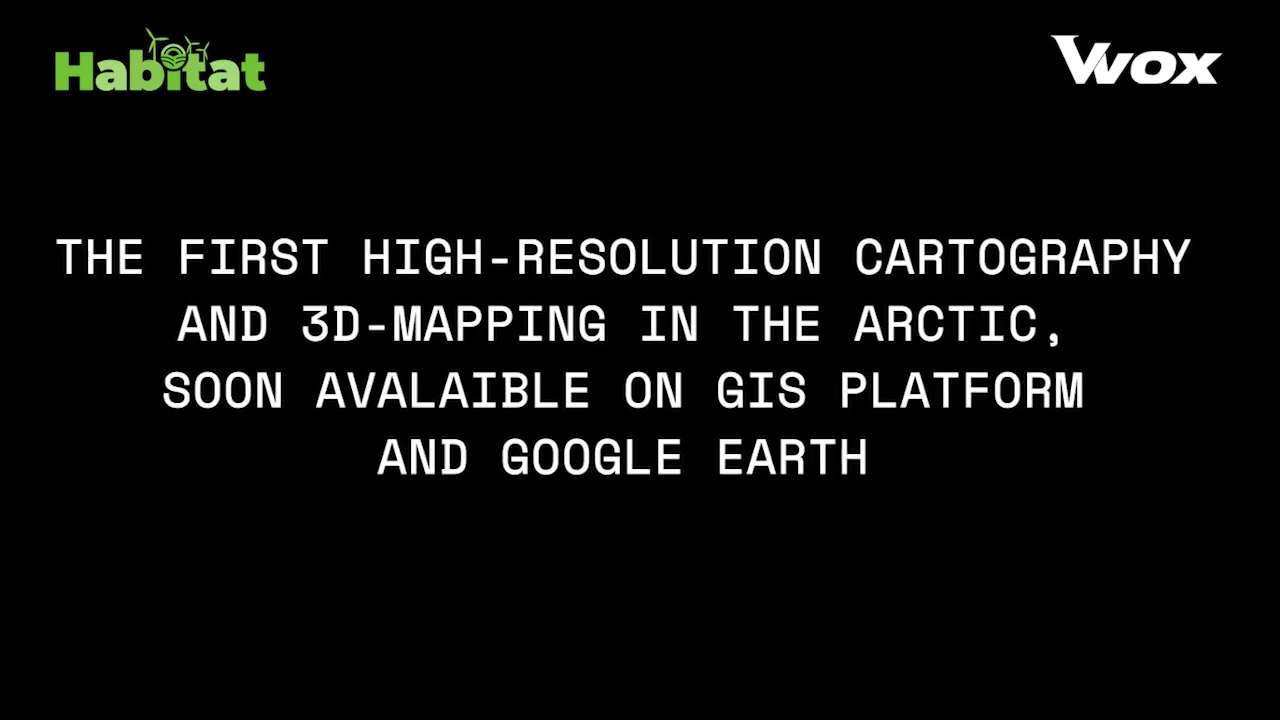 Habitat
Vvox
THE FIRST HIGH-RESOLUTION CARTOGRAPHY
AND 3D-MAPPING IN THE ARCTIC,
SOON AVALAIBLE ON GIS PLATFORM
AND GOOGLE EARTH